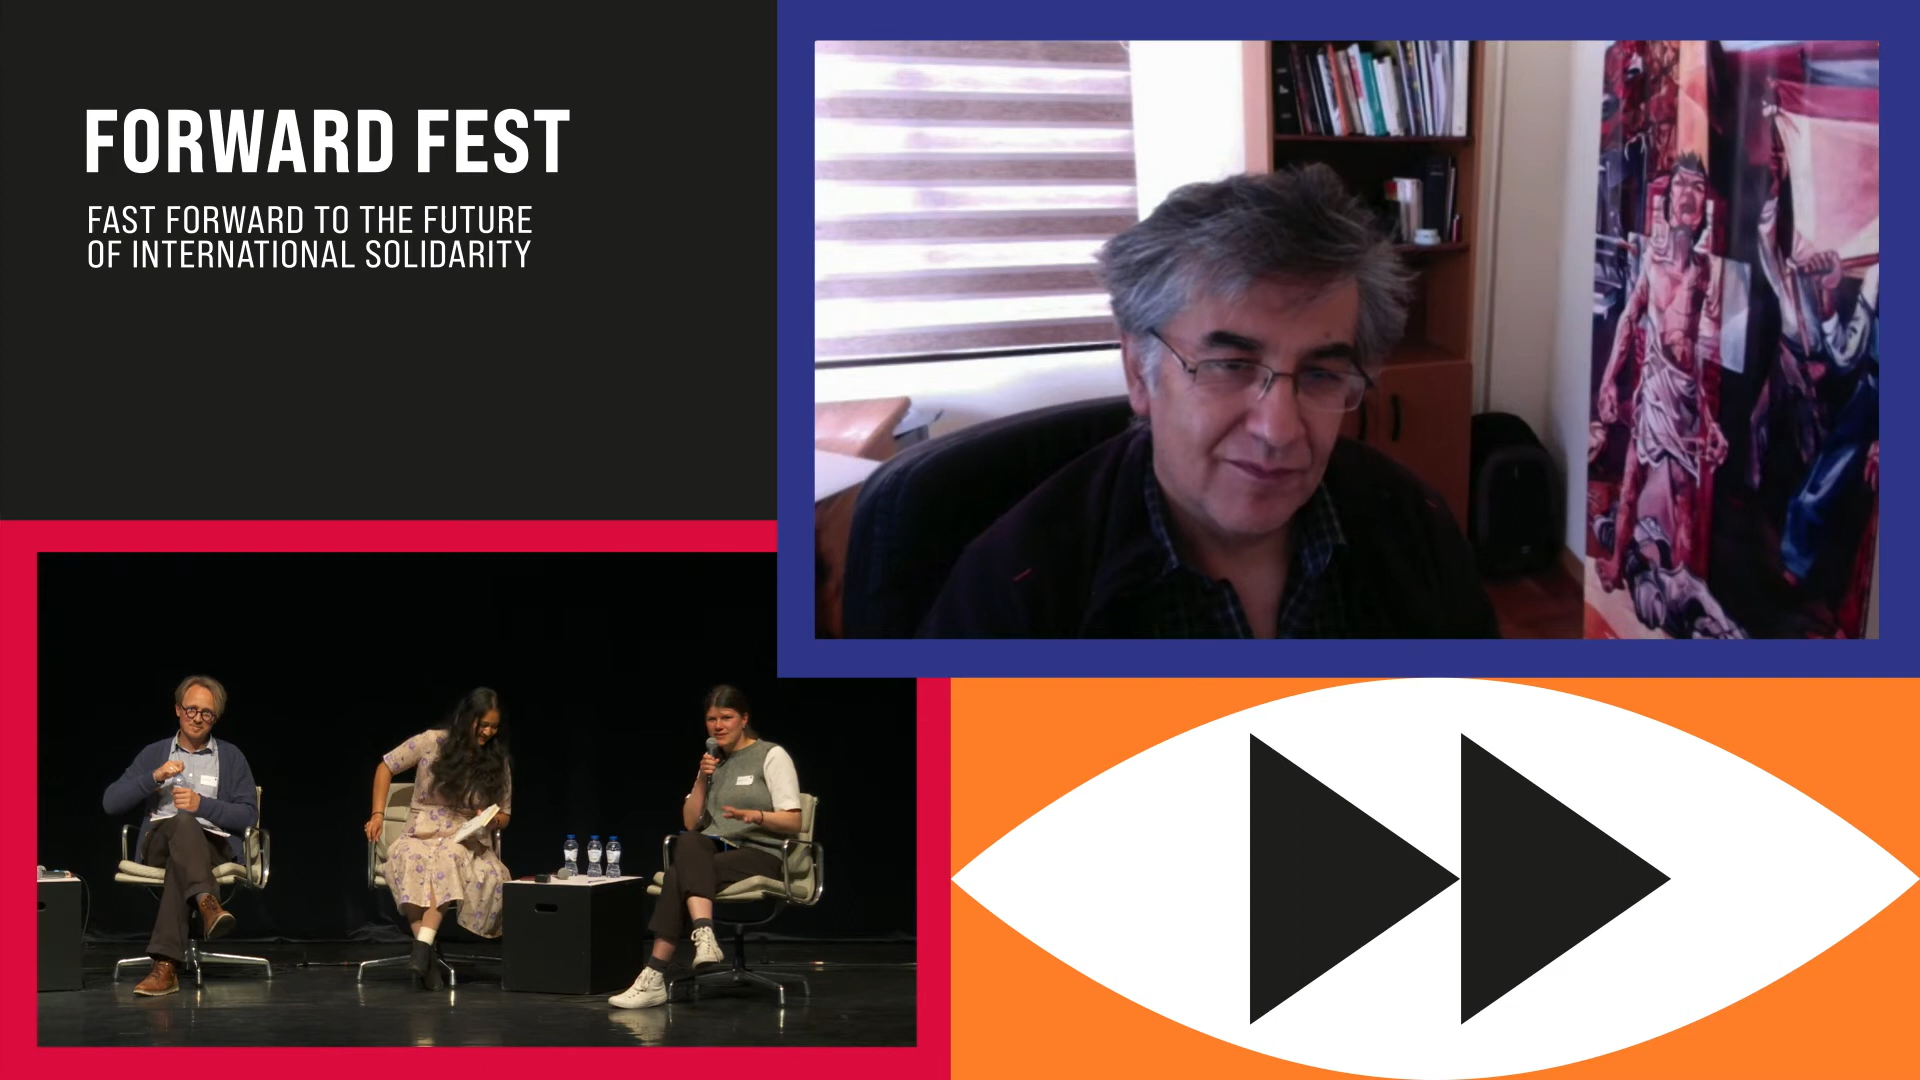 FORWARD FEST
FAST FORWARD TO THE FUTURE
OF INTERNATIONAL SOLIDARITY